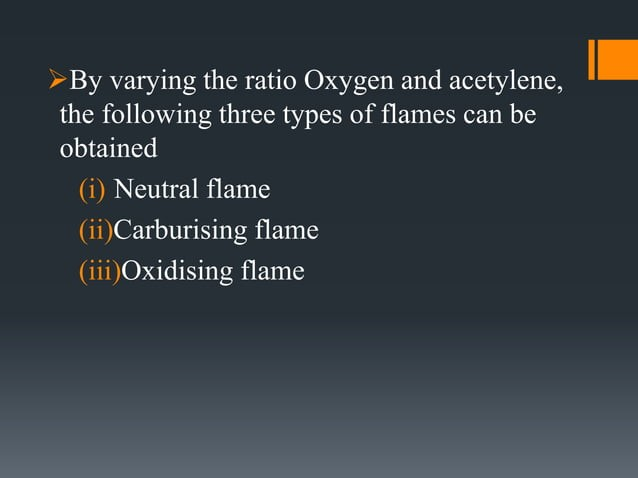 ➢By varying the ratio Oxygen and acetylene,
the following three types of flames can be
obtained
(i) Neutral flame
(ii)Carburising flame
(iii)Oxidising flame